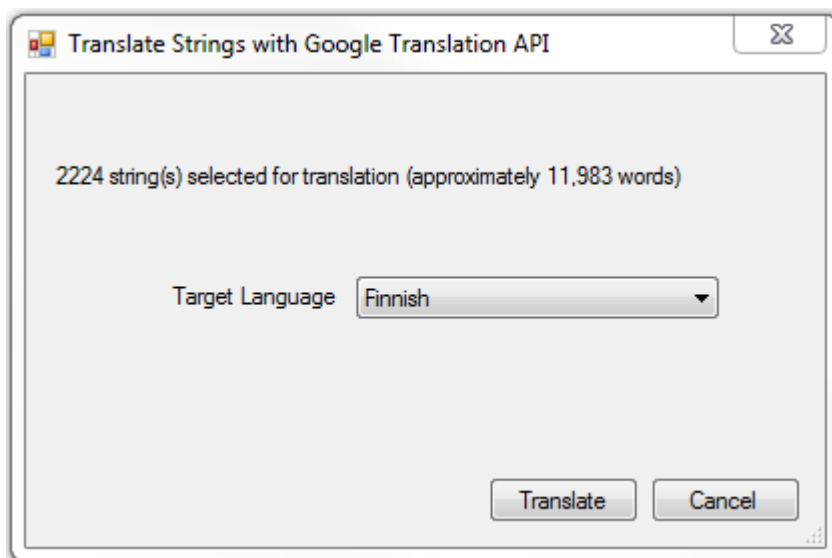 Translate Strings with Google Translation API
2224 string(s) selected for translation (approximately 11,983 words)
Target Language Finnish
Translate Cancel